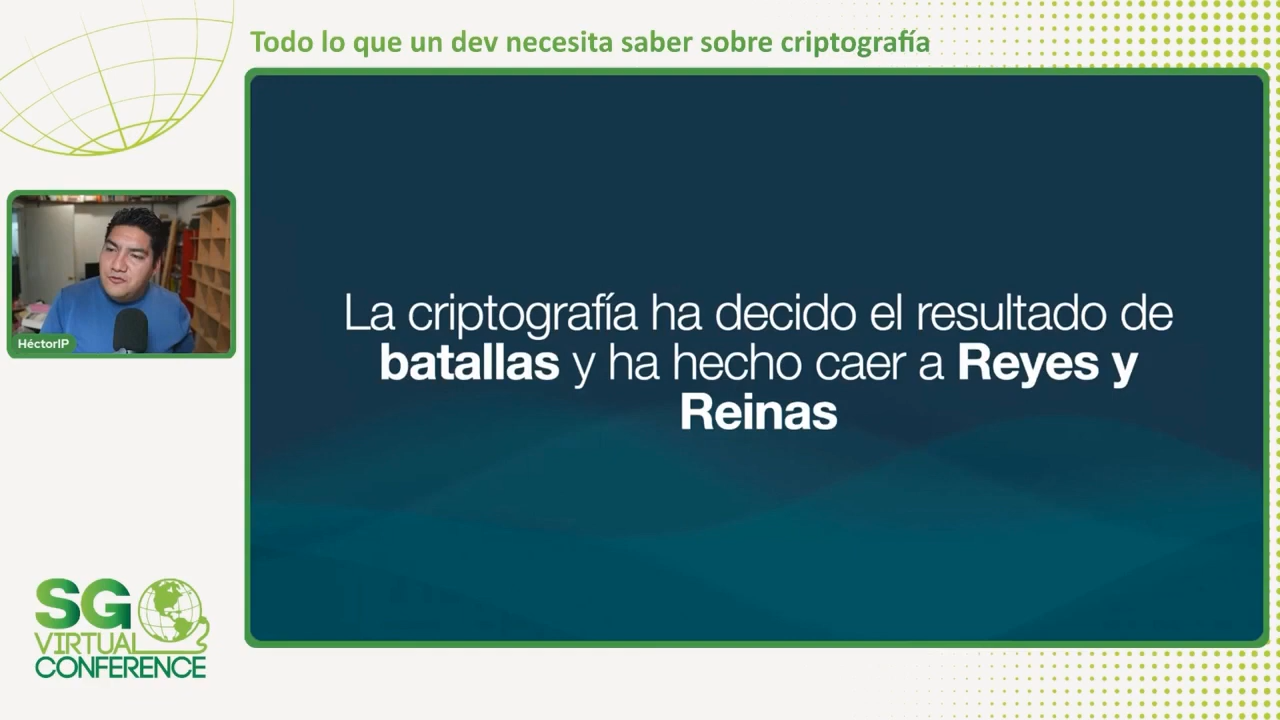 Todo lo que un dev necesita saber sobre criptografía
La criptografía ha decido el resultado de
batallas y ha hecho caer a Reyes y
Reinas
HéctorIP
SG
VIRTUAL
CONFERENCE